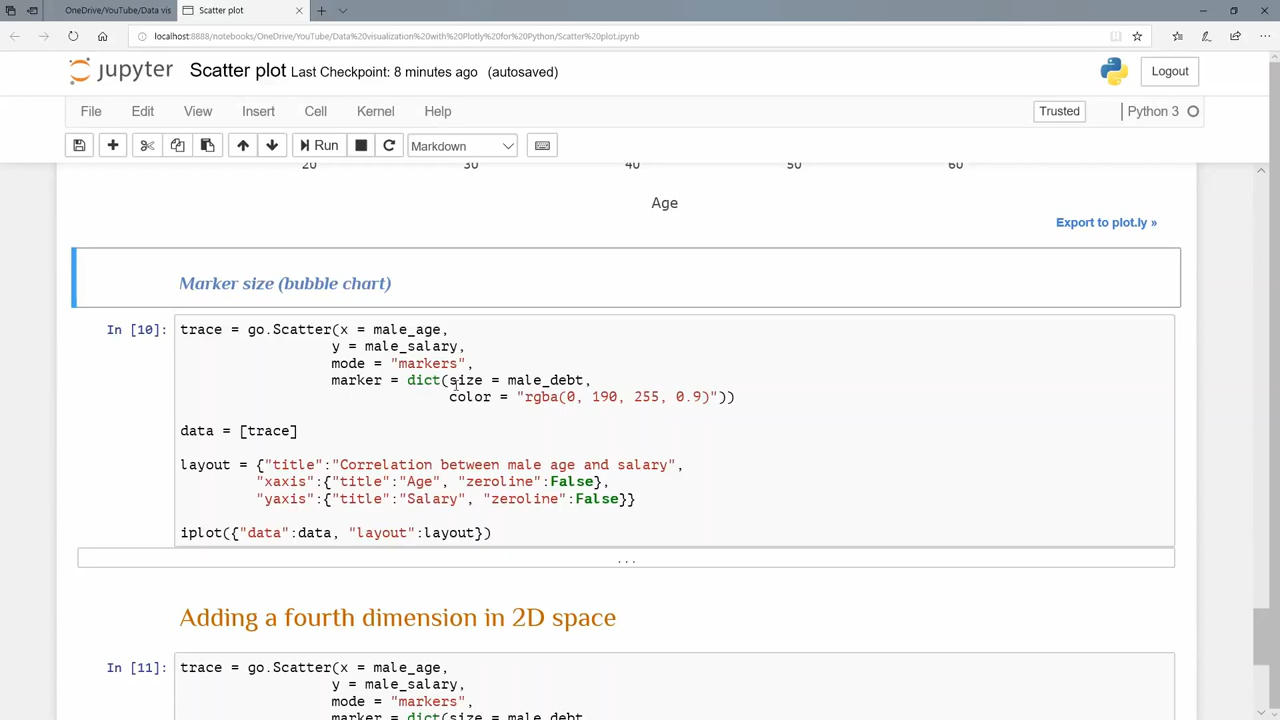 OneDrive/YouTube/Data vis
Scatter plot
localhost:8888/notebooks/OneDrive/YouTube/Data%20visualization%20with%20Plotly%20for%20Python/Scatter%20plot.ipynb
jupyter Scatter plot Last Checkpoint: 8 minutes ago (autosaved)
Logout
File Edit View Insert Cell Kernel Help
Trusted
Python 3
Run
Markdown
20 30 40 50 60
Age
Export to plot.ly »
Marker size (bubble chart)
In [10]: trace = go.Scatter(x = male_age,
y = male_salary,
mode = "markers",
marker = dict(size = male_debt,
color = "rgba(0, 190, 255, 0.9)"))
data = [trace]
layout = {"title":"Correlation between male age and salary",
"xaxis":{"title":"Age", "zeroline":False},
"yaxis":{"title":"Salary", "zeroline":False}}
iplot({"data":data, "layout":layout})
...
Adding a fourth dimension in 2D space
In [11]: trace = go.Scatter(x = male_age,
y = male_salary,
mode = "markers",
marker = dict(size = male_debt,